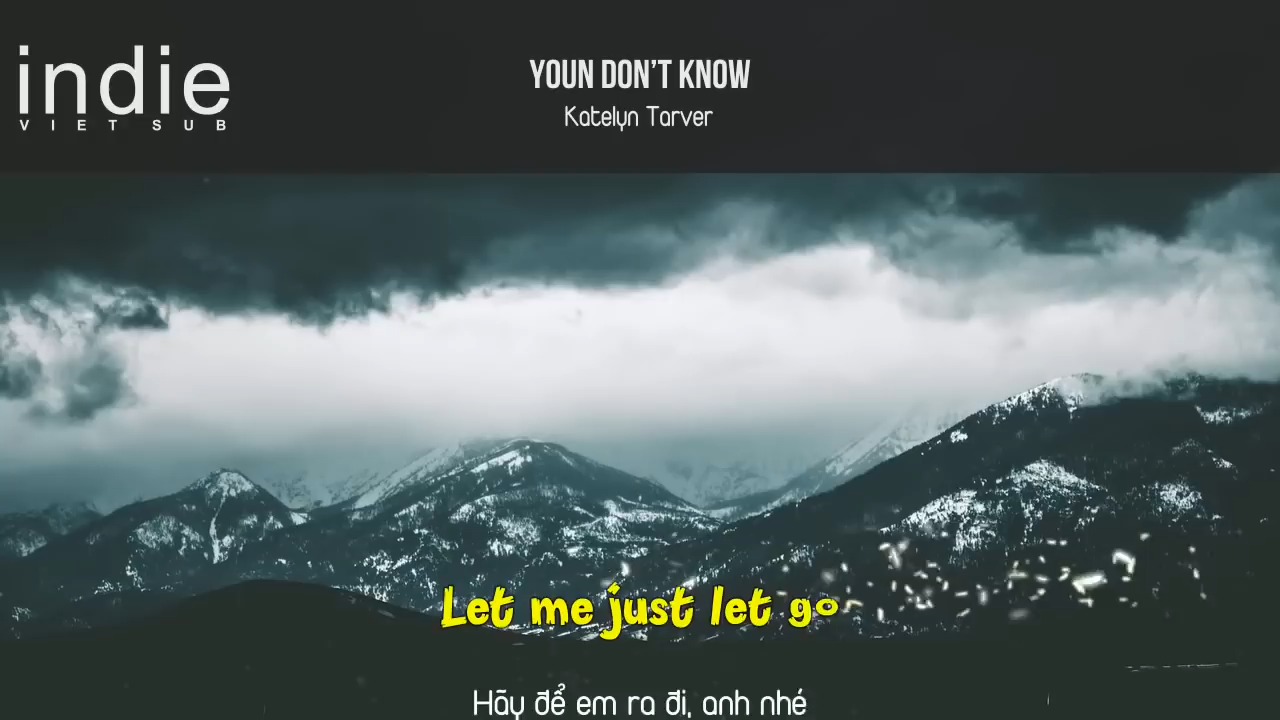 indie
VIET SUB
YOUN DON'T KNOW
Katelyn Tarver
Let me just let go
Hãy để em ra đi, anh nhé